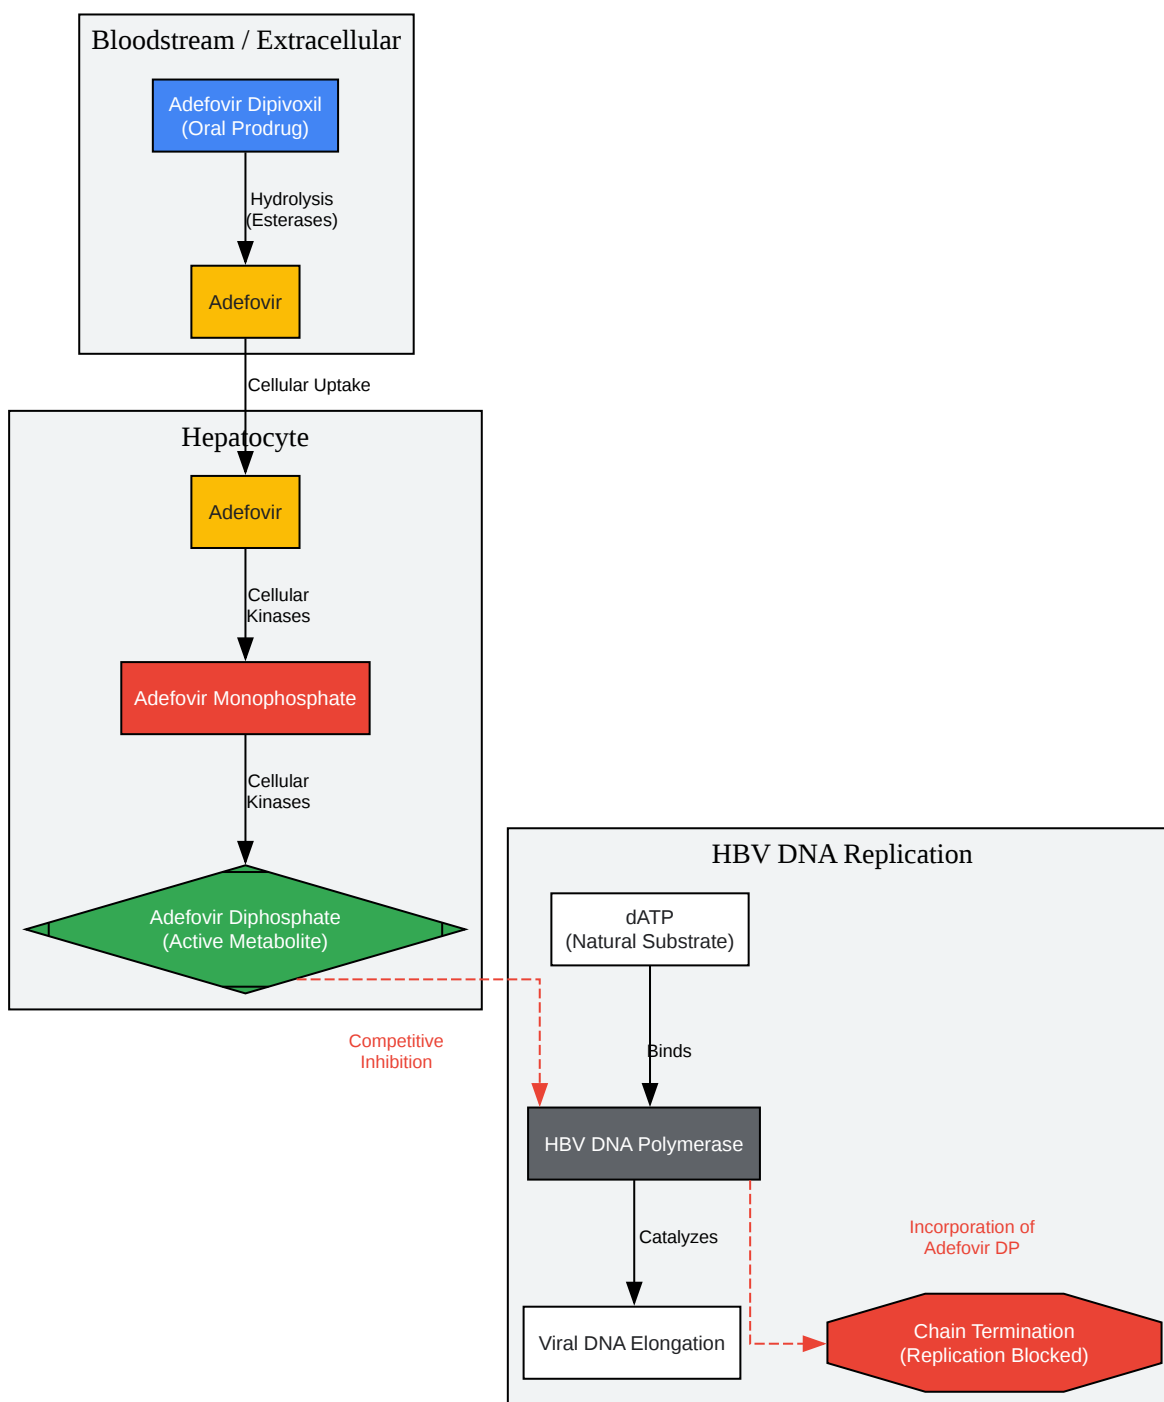 Bloodstream / Extracellular
Adefovir Dipivoxil
(Oral Prodrug)
Hydrolysis
(Esterases)
Adefovir
Cellular Uptake
Hepatocyte
Adefovir
Cellular
Kinases
Adefovir Monophosphate
Cellular
Kinases
Adefovir Diphosphate
(Active Metabolite)
Competitive
Inhibition
HBV DNA Replication
dATP
(Natural Substrate)
Binds
HBV DNA Polymerase
Catalyzes
Incorporation of
Adefovir DP
Viral DNA Elongation
Chain Termination
(Replication Blocked)